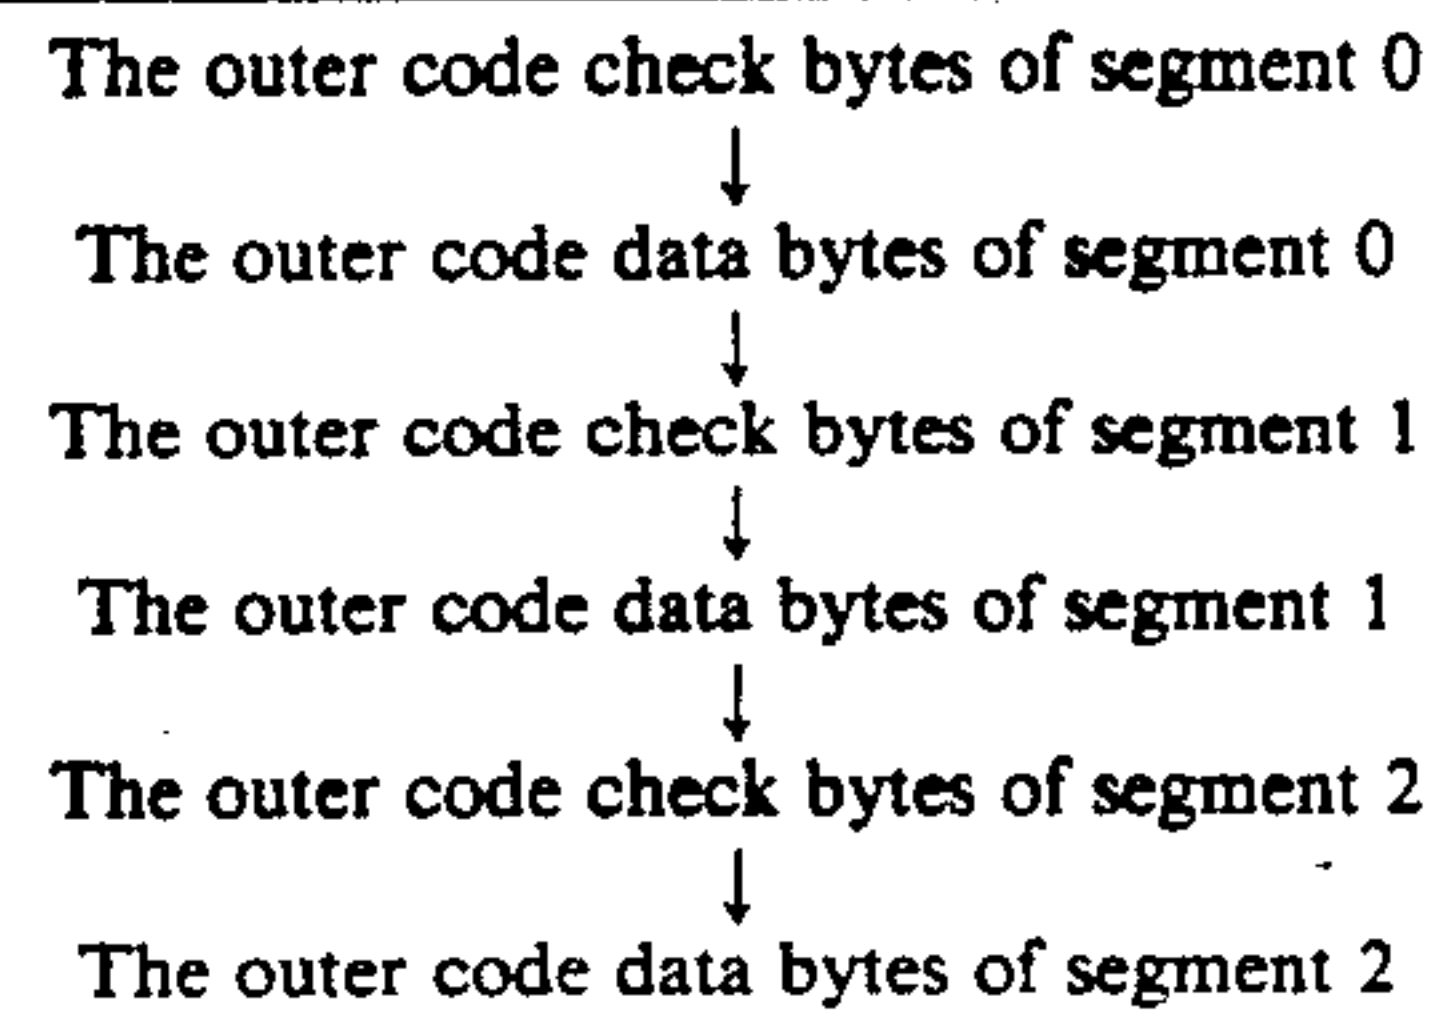 The outer code check bytes of segment 0
The outer code data bytes of segment 0
The outer code check bytes of segment 1
The outer code data bytes of segment 1
The outer code check bytes of segment 2
The outer code data bytes of segment 2